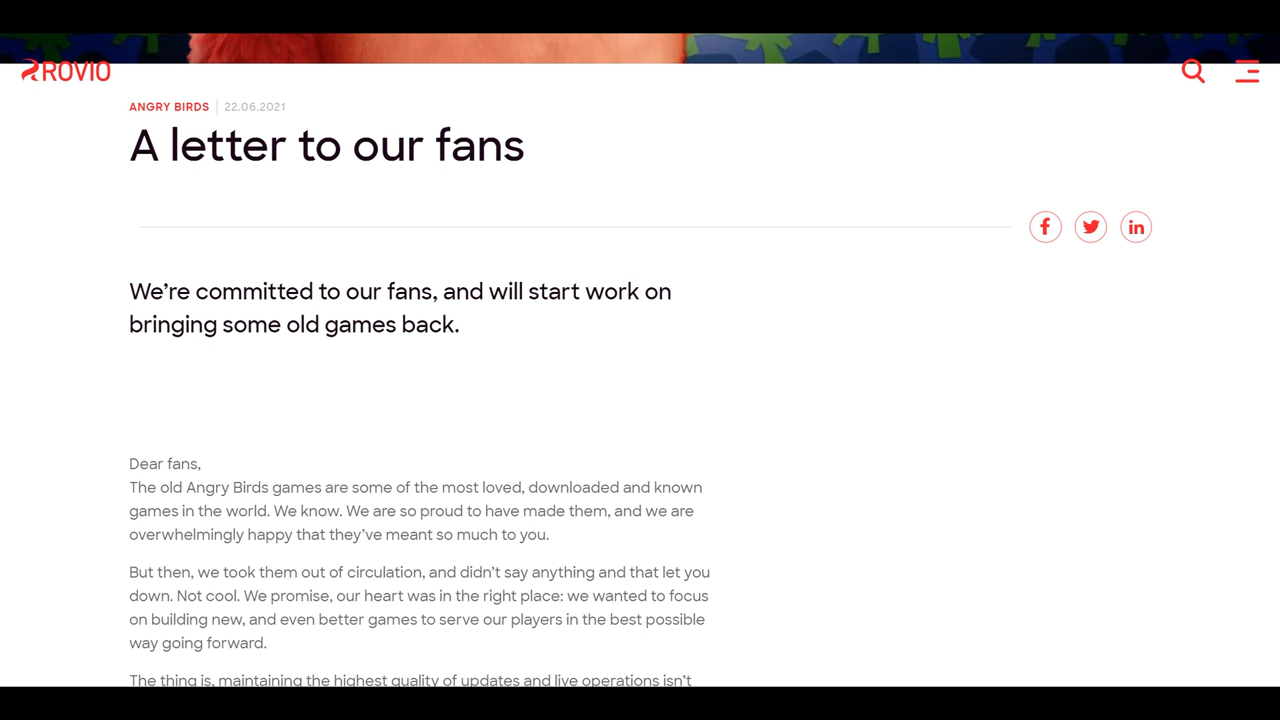 ROVIO
ANGRY BIRDS | 22.06.2021
A letter to our fans
We’re committed to our fans, and will start work on
bringing some old games back.
Dear fans,
The old Angry Birds games are some of the most loved, downloaded and known
games in the world. We know. We are so proud to have made them, and we are
overwhelmingly happy that they’ve meant so much to you.
But then, we took them out of circulation, and didn’t say anything and that let you
down. Not cool. We promise, our heart was in the right place: we wanted to focus
on building new, and even better games to serve our players in the best possible
way going forward.
The thing is, maintaining the highest quality of updates and live operations isn’t